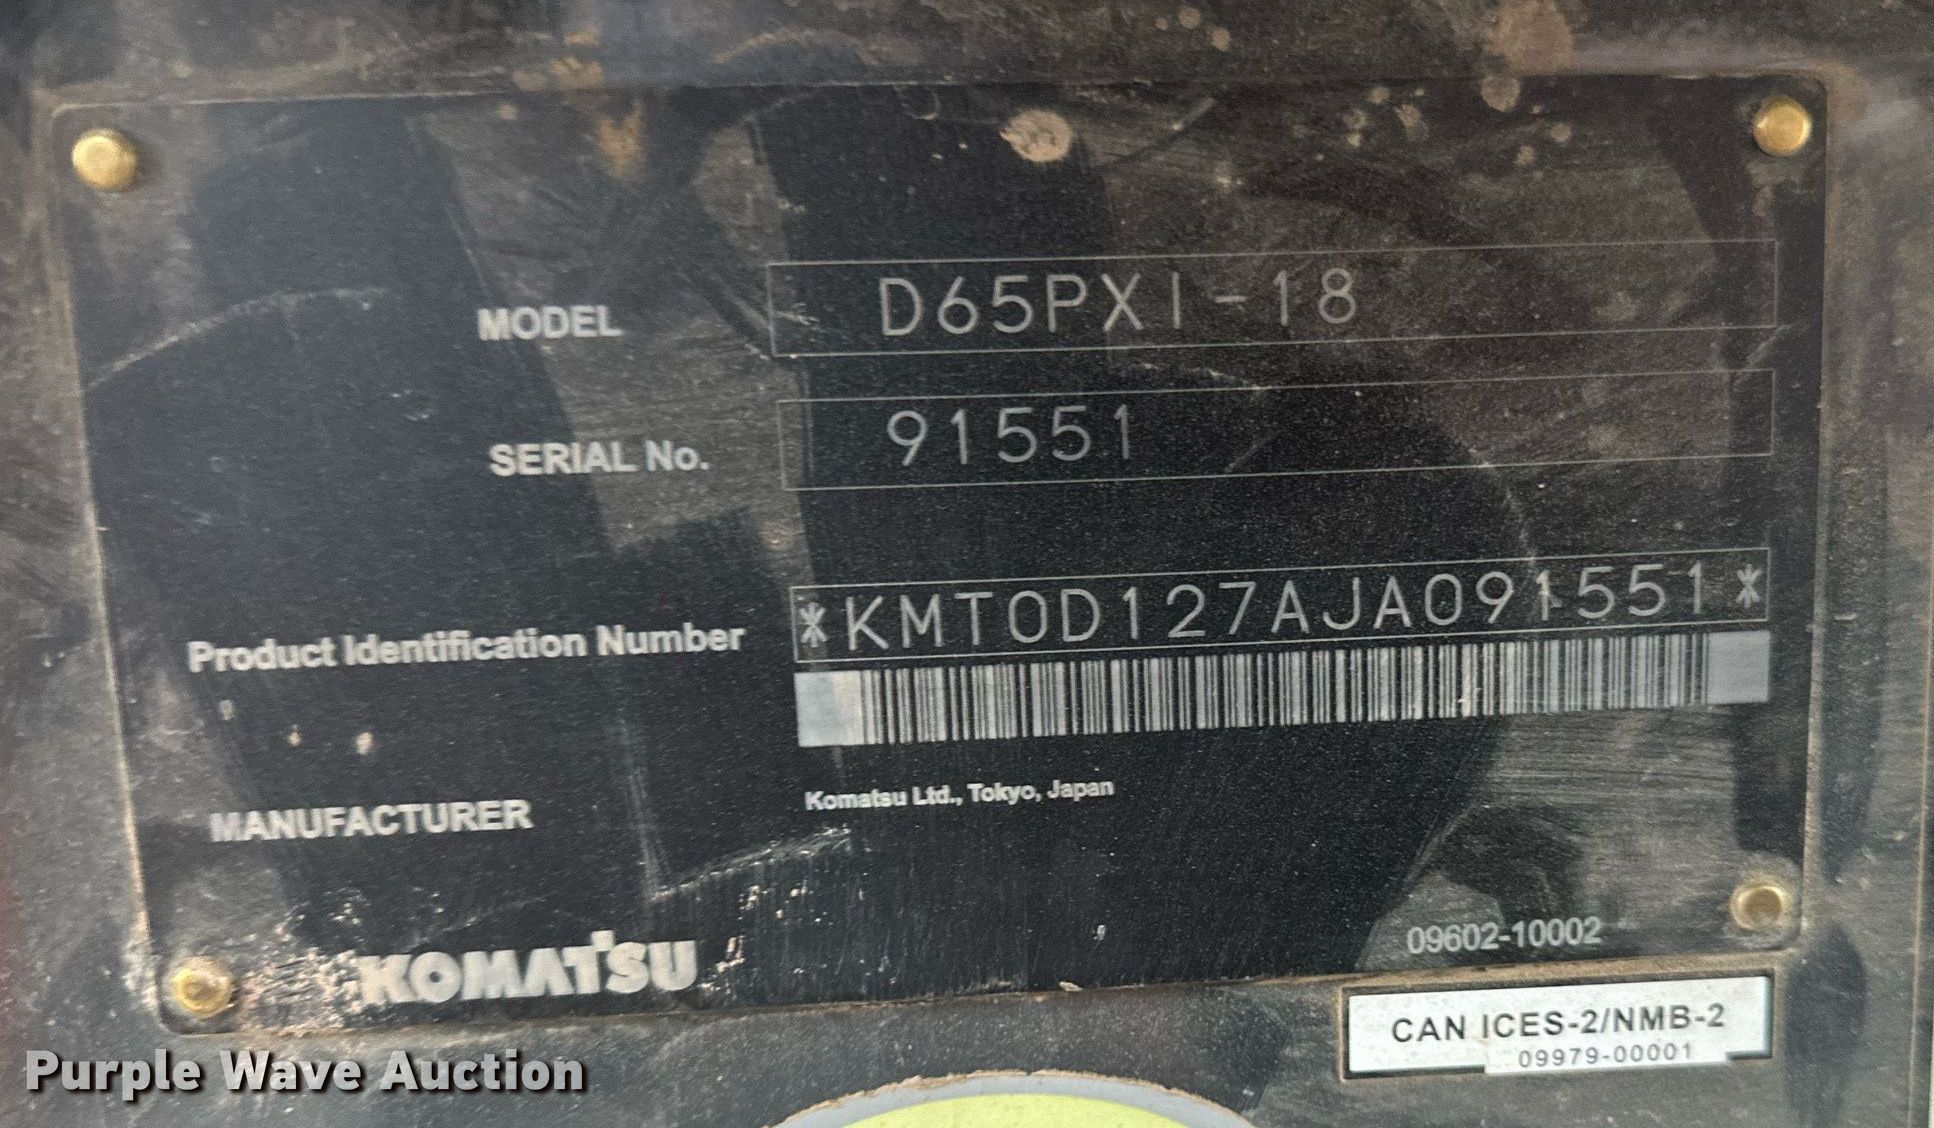 MODEL D65PXI-18
SERIAL No. 91551
Product Identification Number *KMT0D127AJA091551*
MANUFACTURER Komatsu Ltd., Tokyo, Japan
KOMATSU
09602-10002
CAN ICES-2/NMB-2
09979-00001
Purple Wave Auction